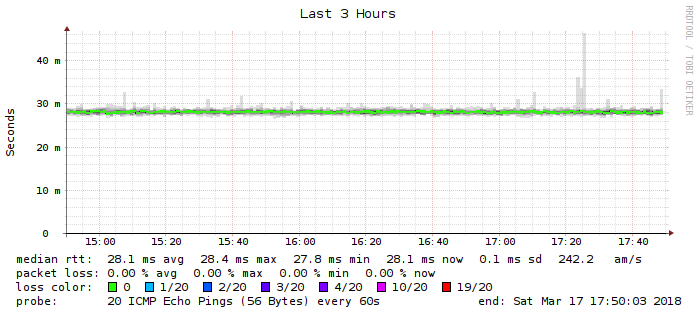 Last 3 Hours
RRDTOOL / TOBI OETIKER
Seconds
40 m
30 m
20 m
10 m
0
15:00 15:20 15:40 16:00 16:20 16:40 17:00 17:20 17:40
median rtt: 28.1 ms avg 28.4 ms max 27.8 ms min 28.1 ms now 0.1 ms sd 242.2 am/s
packet loss: 0.00 % avg 0.00 % max 0.00 % min 0.00 % now
loss color: 0 1/20 2/20 3/20 4/20 10/20 19/20
probe: 20 ICMP Echo Pings (56 Bytes) every 60s end: Sat Mar 17 17:50:03 2018